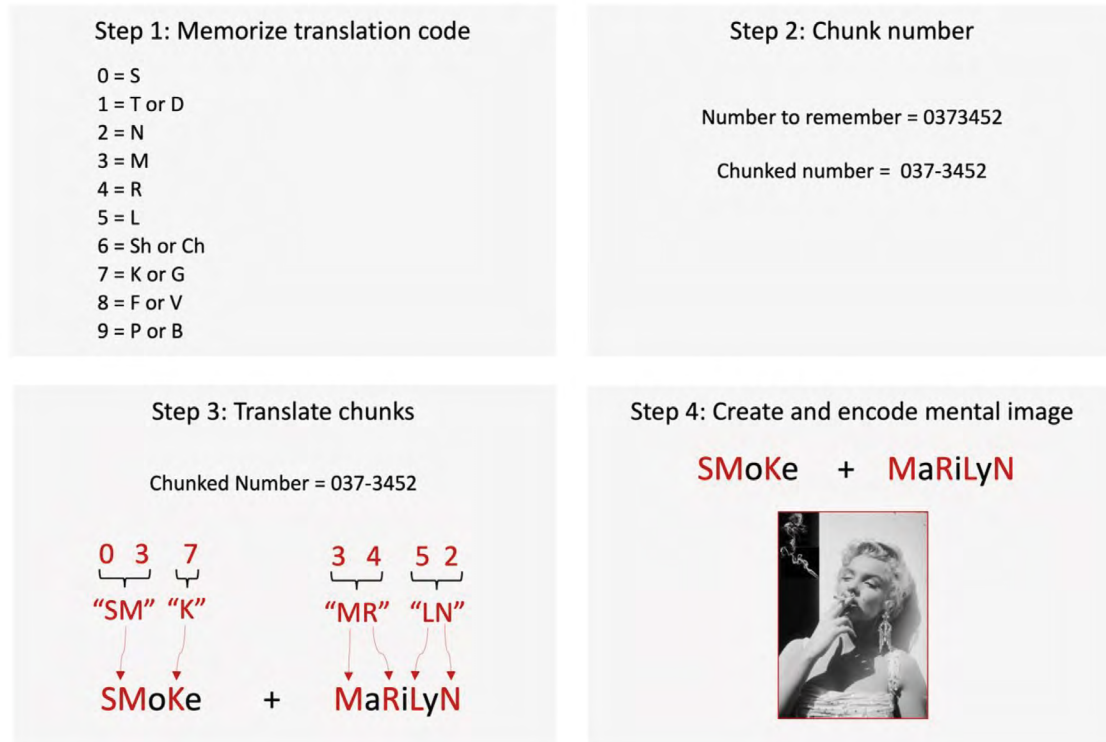 Step 1: Memorize translation code
0 = S
1 = T or D
2 = N
3 = M
4 = R
5 = L
6 = Sh or Ch
7 = K or G
8 = F or V
9 = P or B
Step 2: Chunk number
Number to remember = 0373452
Chunked number = 037-3452
Step 3: Translate chunks
Chunked Number = 037-3452
0 3 7 3 4 5 2
“SM” “K” “MR” “LN”
SMoKe + MaRiLyN
Step 4: Create and encode mental image
SMoKe + MaRiLyN